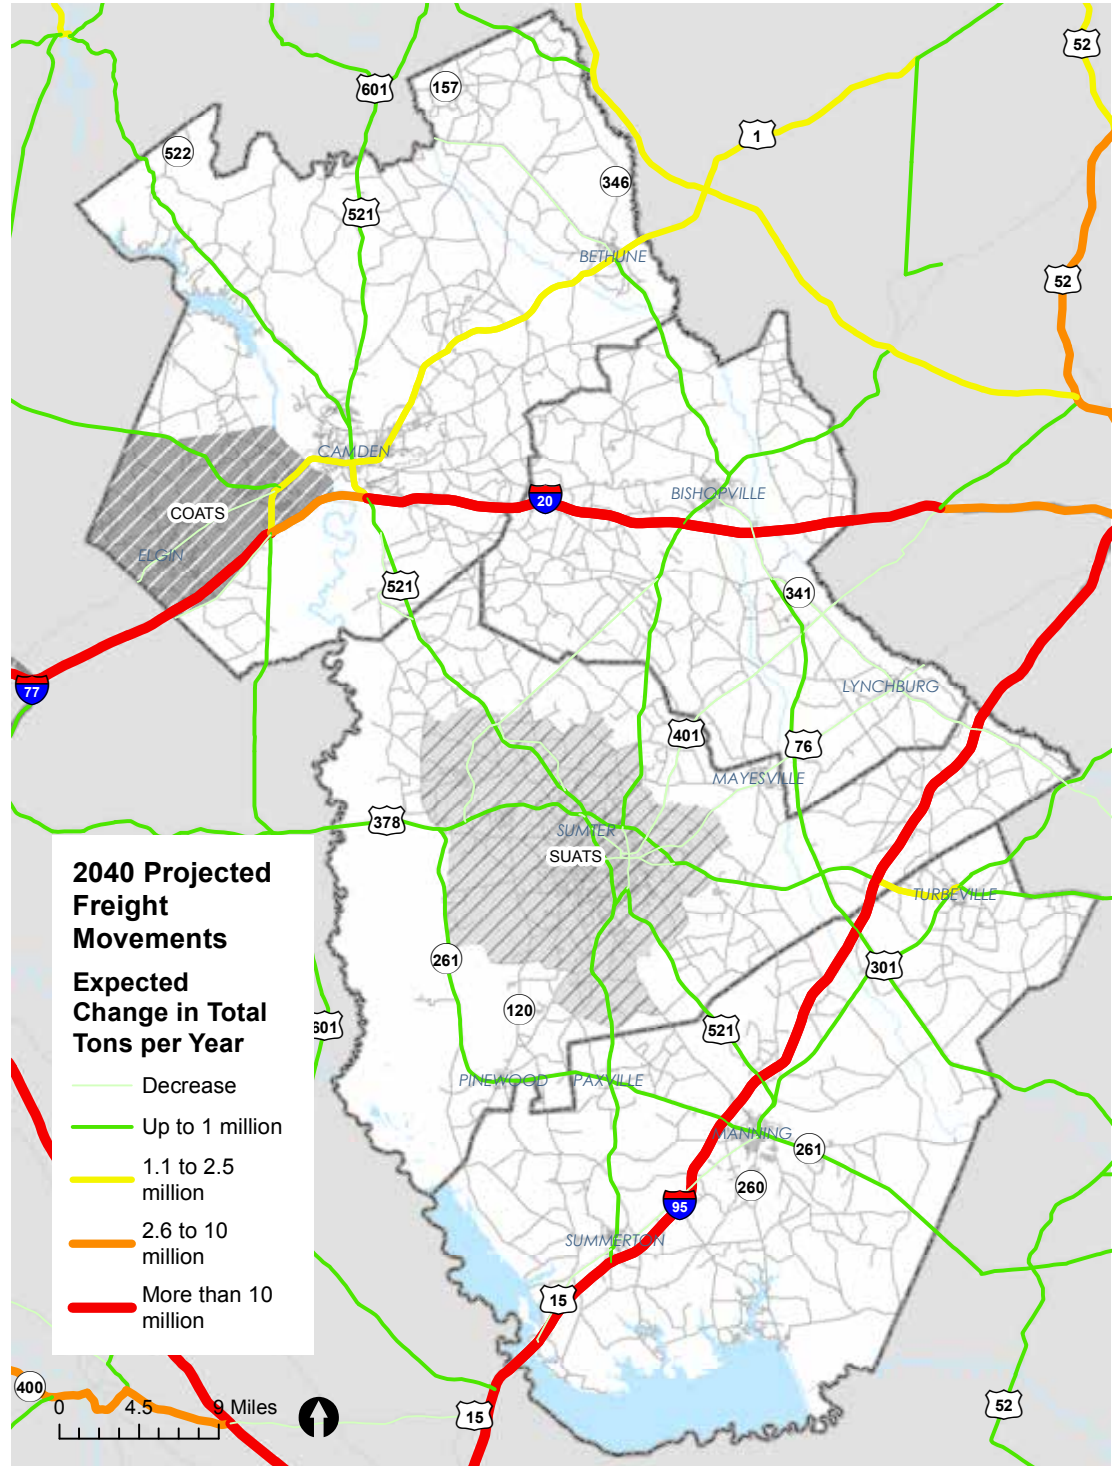 52
601
157
1
522
346
521
BETHUNE
52
CAMDEN
BISHOPVILLE
20
COATS
ELGIN
521
341
77
LYNCHBURG
401
76
MAYESVILLE
378
SUMTER
SUATS
TURBEVILLE
261
301
120
601
521
PINEWOOD
PAXVILLE
MANNING
261
260
95
SUMMERTON
15
15
52
400
2040 Projected
Freight
Movements
Expected
Change in Total
Tons per Year
Decrease
Up to 1 million
1.1 to 2.5
million
2.6 to 10
million
More than 10
million
0 4.5 9 Miles